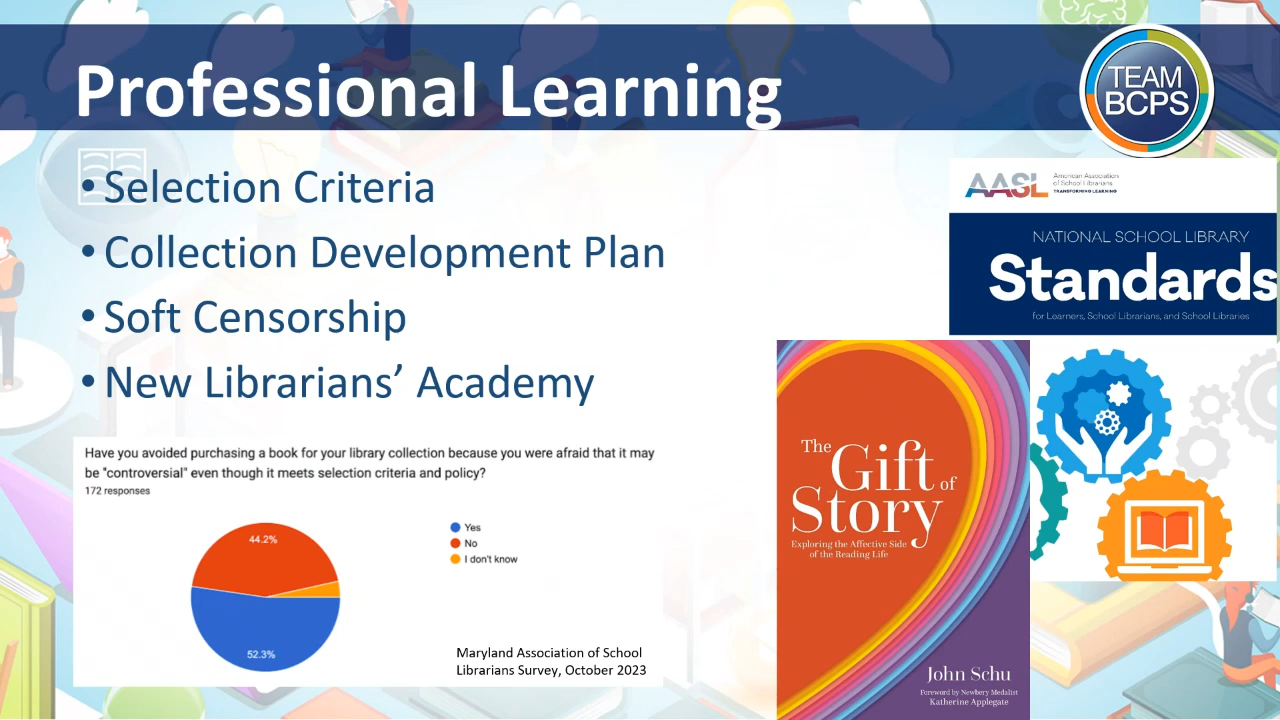 Professional Learning
TEAM
BCPS
• Selection Criteria
• Collection Development Plan
• Soft Censorship
• New Librarians’ Academy
AASL
American Association
of School Librarians
TRANSFORMING LEARNING
NATIONAL SCHOOL LIBRARY
Standards
for Learners, School Librarians, and School Libraries
Have you avoided purchasing a book for your library collection because you were afraid that it may
be "controversial" even though it meets selection criteria and policy?
172 responses
44.2%
52.3%
Yes
No
I don't know
Maryland Association of School
Librarians Survey, October 2023
The
Gift of
Story
Exploring the Affective Side
of the Reading Life
John Schu
Foreword by Newbery Medalist
Katherine Applegate